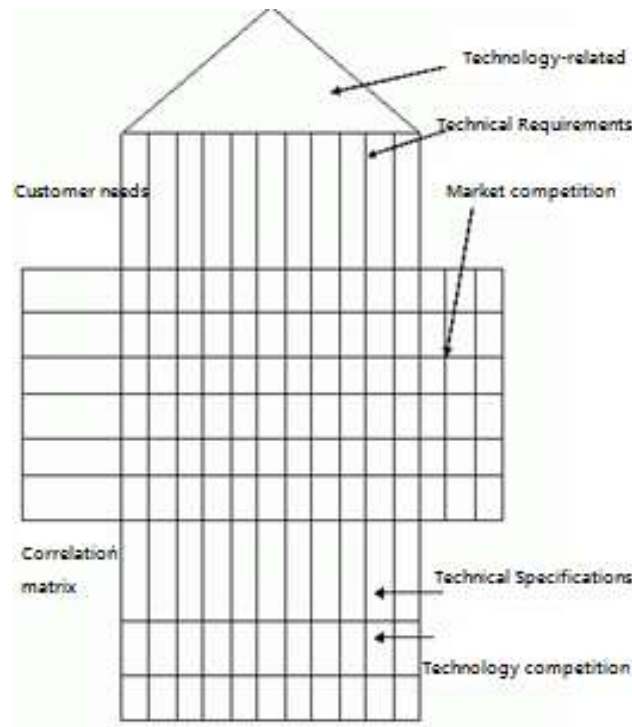 Technology-related
Technical Requirements
Customer needs
Market competition
Correlation
matrix
Technical Specifications
Technology competition